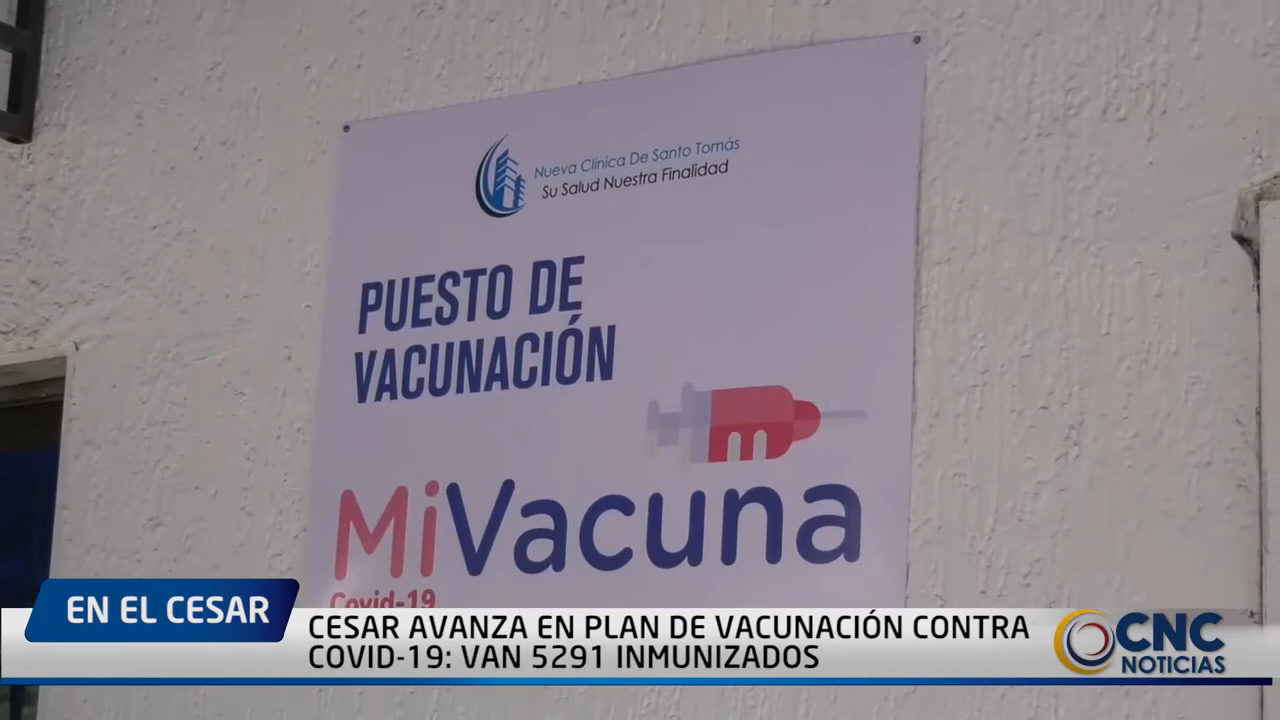 Nueva Clínica De Santo Tomás
Su Salud Nuestra Finalidad
PUESTO DE
VACUNACIÓN
m
MiVacuna
Covid-19
EN EL CESAR
CESAR AVANZA EN PLAN DE VACUNACIÓN CONTRA
COVID-19: VAN 5291 INMUNIZADOS
CNC
NOTICIAS